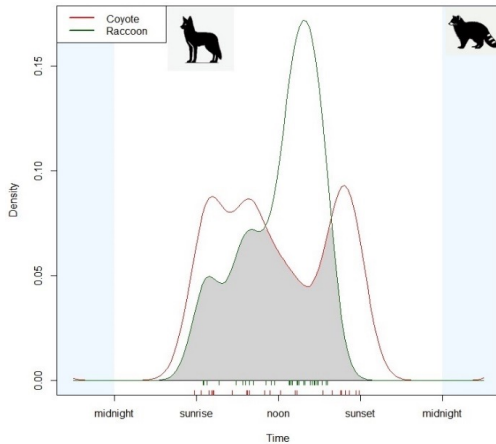 Coyote
Raccoon
0.15
0.10
0.05
0.00
Density
midnight sunrise noon sunset midnight
Time